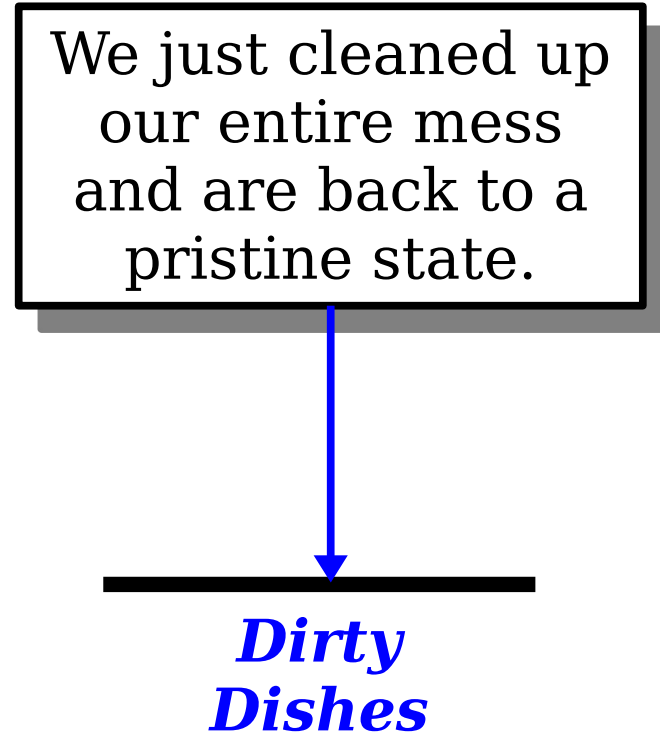 We just cleaned up
our entire mess
and are back to a
pristine state.
Dirty
Dishes